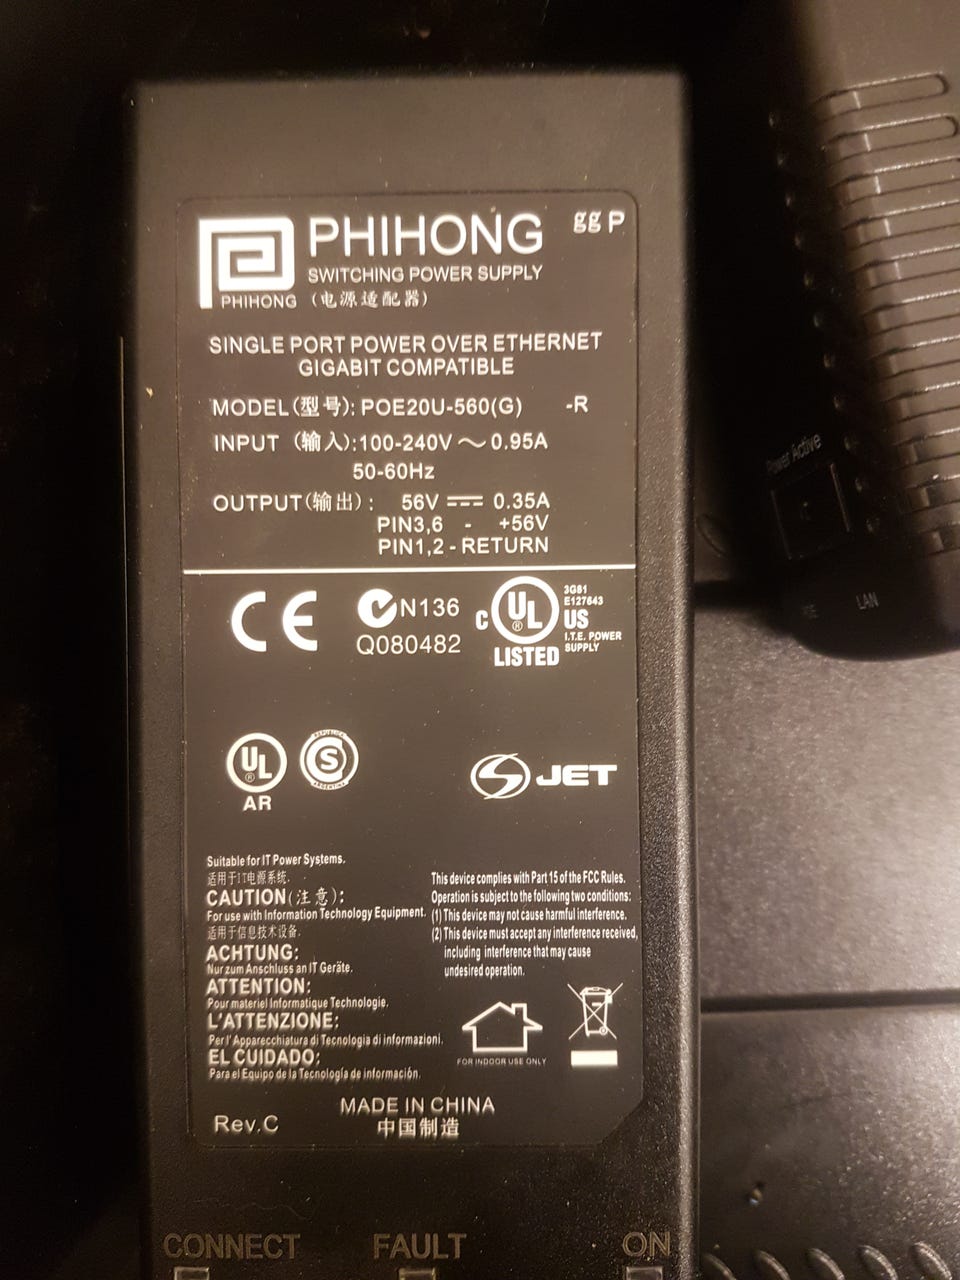 PHIHONG
gg P
SWITCHING POWER SUPPLY
PHIHONG (电源适配器)
SINGLE PORT POWER OVER ETHERNET
GIGABIT COMPATIBLE
MODEL(型号): POE20U-560(G) -R
INPUT (输入):100-240V ～ 0.95A
50-60Hz
OUTPUT(输出): 56V ⎓ 0.35A
PIN3,6 - +56V
PIN1,2 - RETURN
CE
N136
Q080482
C UL US
®
LISTED
3G81
E127643
I.T.E. POWER
SUPPLY
UL
®
AR
S
ARGENTINA
JET
Suitable for IT Power Systems.
适用于IT电源系统.
CAUTION(注意):
For use with Information Technology Equipment.
适用于信息技术设备.
ACHTUNG:
Nur zum Anschluss an IT Geräte.
ATTENTION:
Pour materiel Informatique Technologie.
L'ATTENZIONE:
Per l' Apparecchiatura di Tecnologia di informazioni.
EL CUIDADO:
Para el Equipo de la Tecnología de información.
This device complies with Part 15 of the FCC Rules.
Operation is subject to the following two conditions:
(1) This device may not cause harmful interference.
(2) This device must accept any interference received,
including interference that may cause
undesired operation.
FOR INDOOR USE ONLY
MADE IN CHINA
中国制造
Rev.C
CONNECT FAULT ON
Power Active
LAN